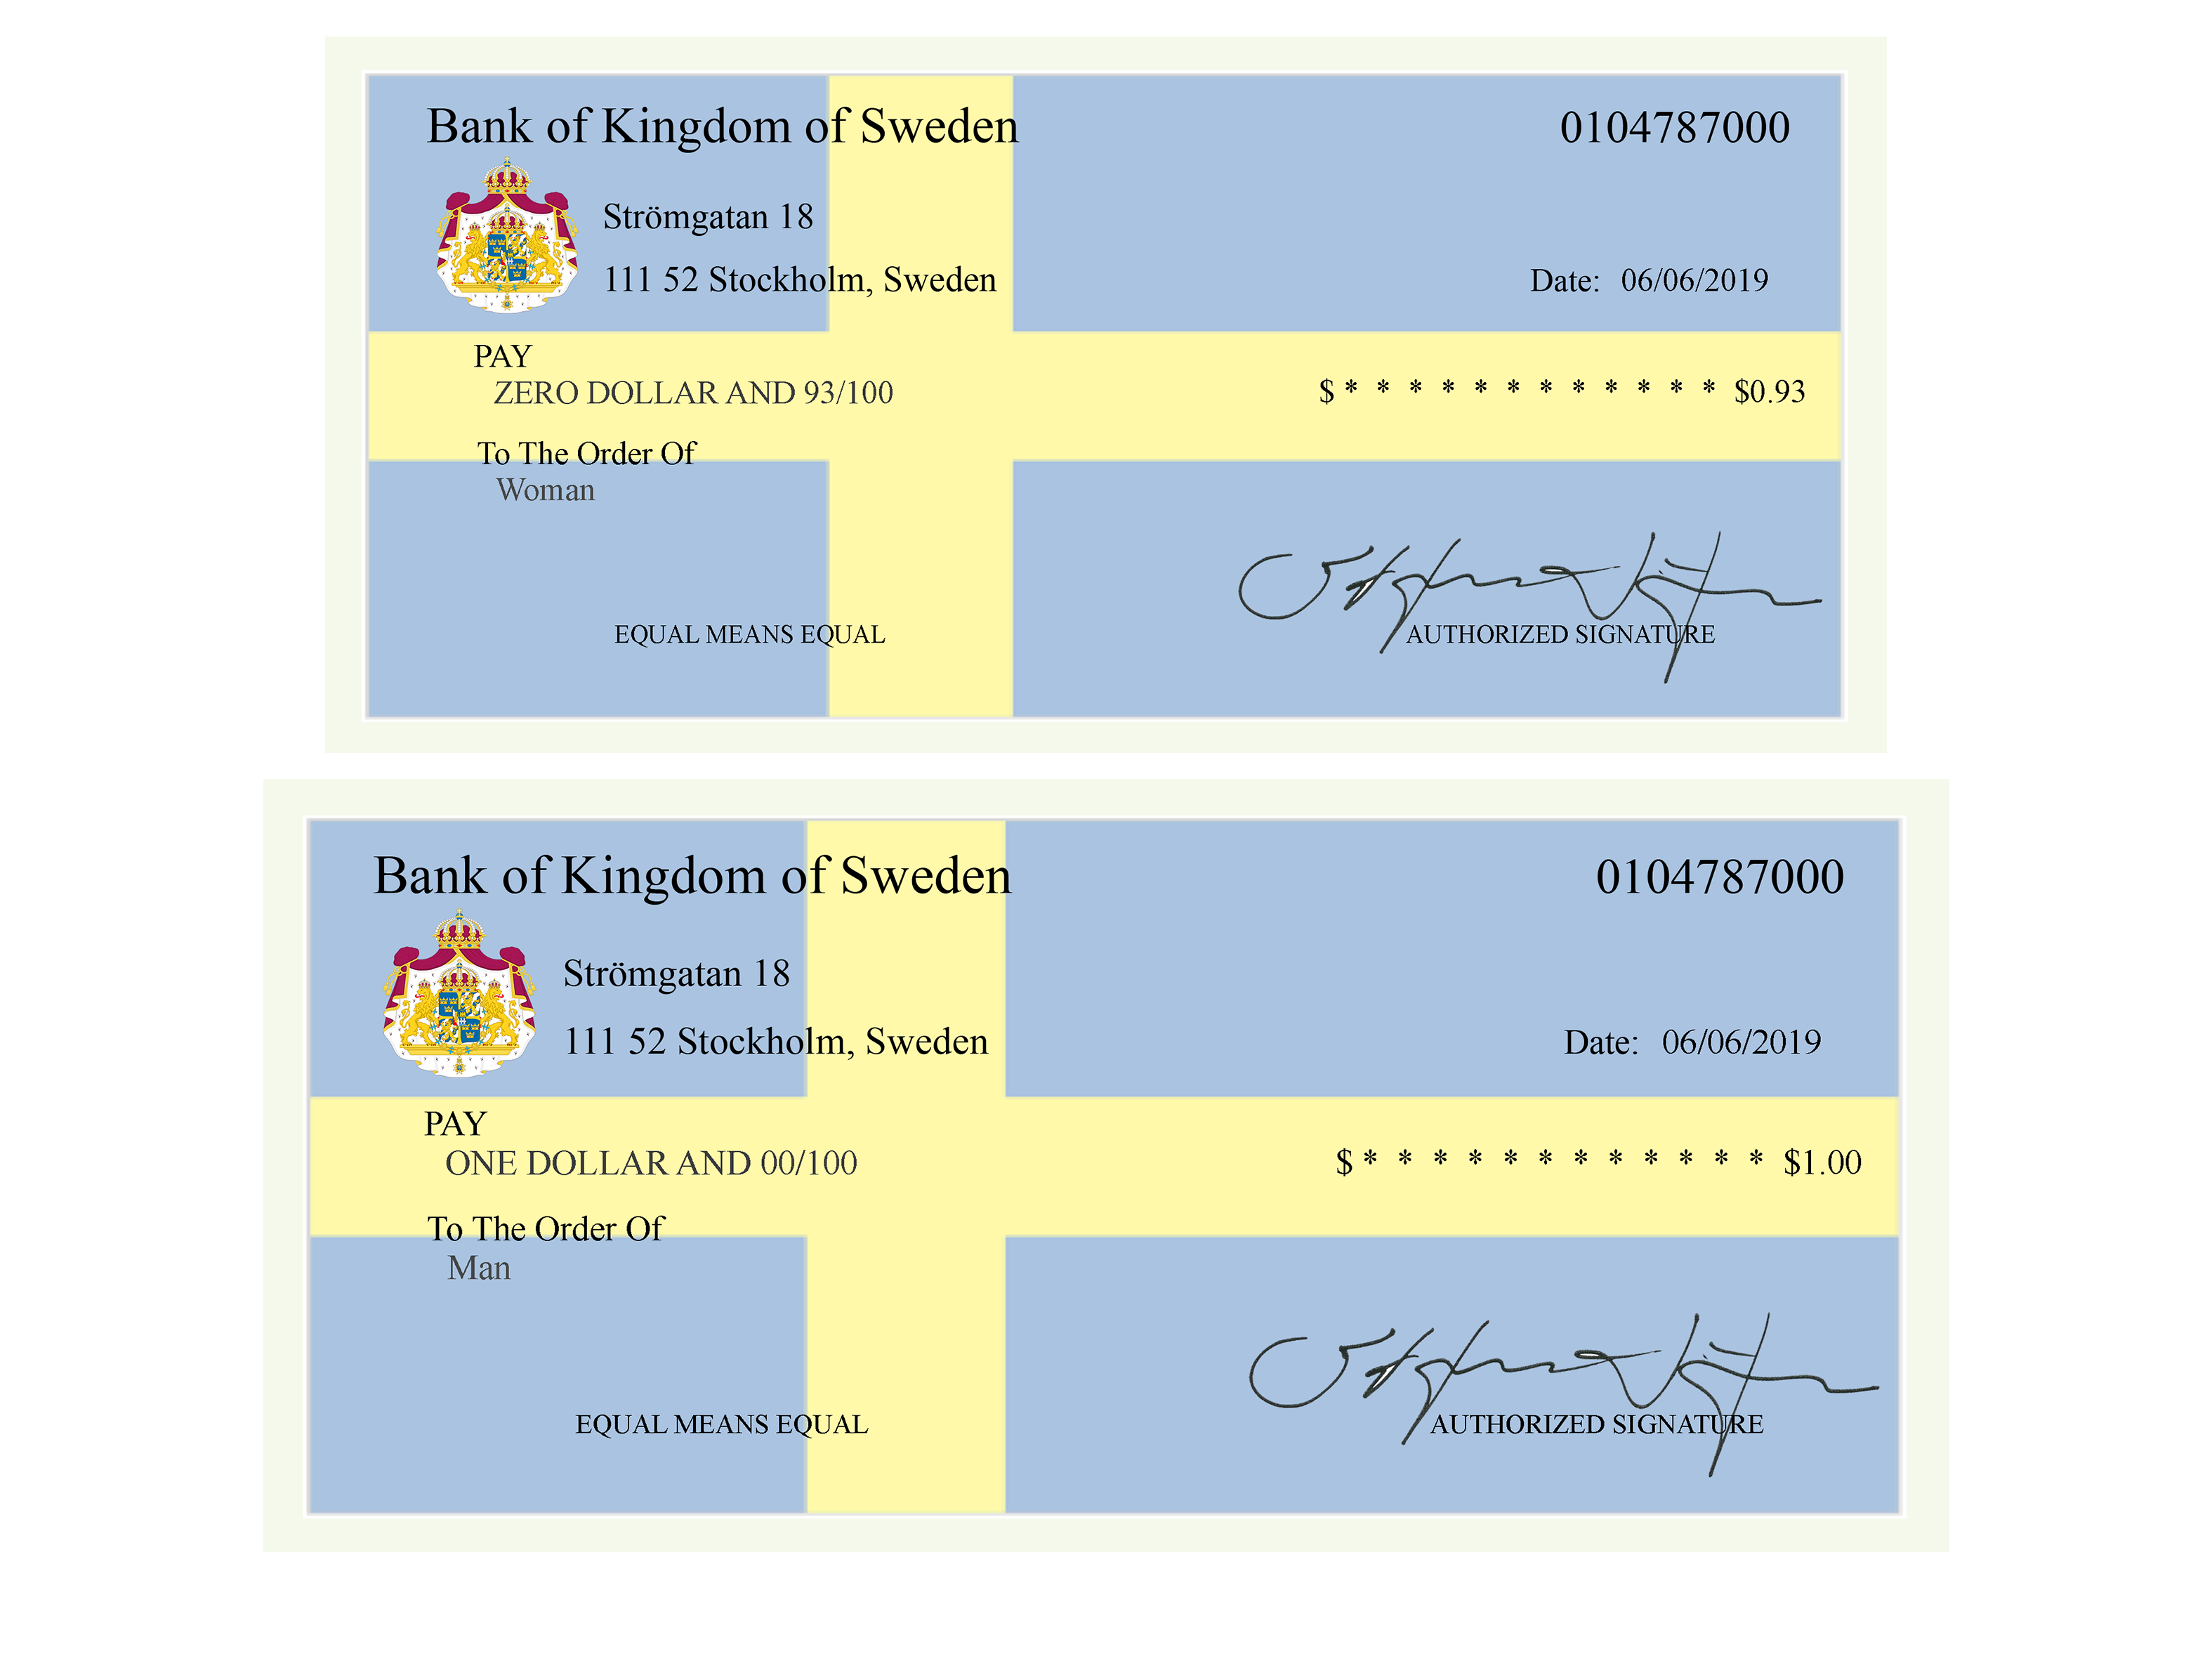 Bank of Kingdom of Sweden 0104787000
Strömgatan 18
111 52 Stockholm, Sweden Date: 06/06/2019
PAY
ZERO DOLLAR AND 93/100 $ * * * * * * * * * * * * $0.93
To The Order Of
Woman
EQUAL MEANS EQUAL AUTHORIZED SIGNATURE
Bank of Kingdom of Sweden 0104787000
Strömgatan 18
111 52 Stockholm, Sweden Date: 06/06/2019
PAY
ONE DOLLAR AND 00/100 $ * * * * * * * * * * * * $1.00
To The Order Of
Man
EQUAL MEANS EQUAL AUTHORIZED SIGNATURE